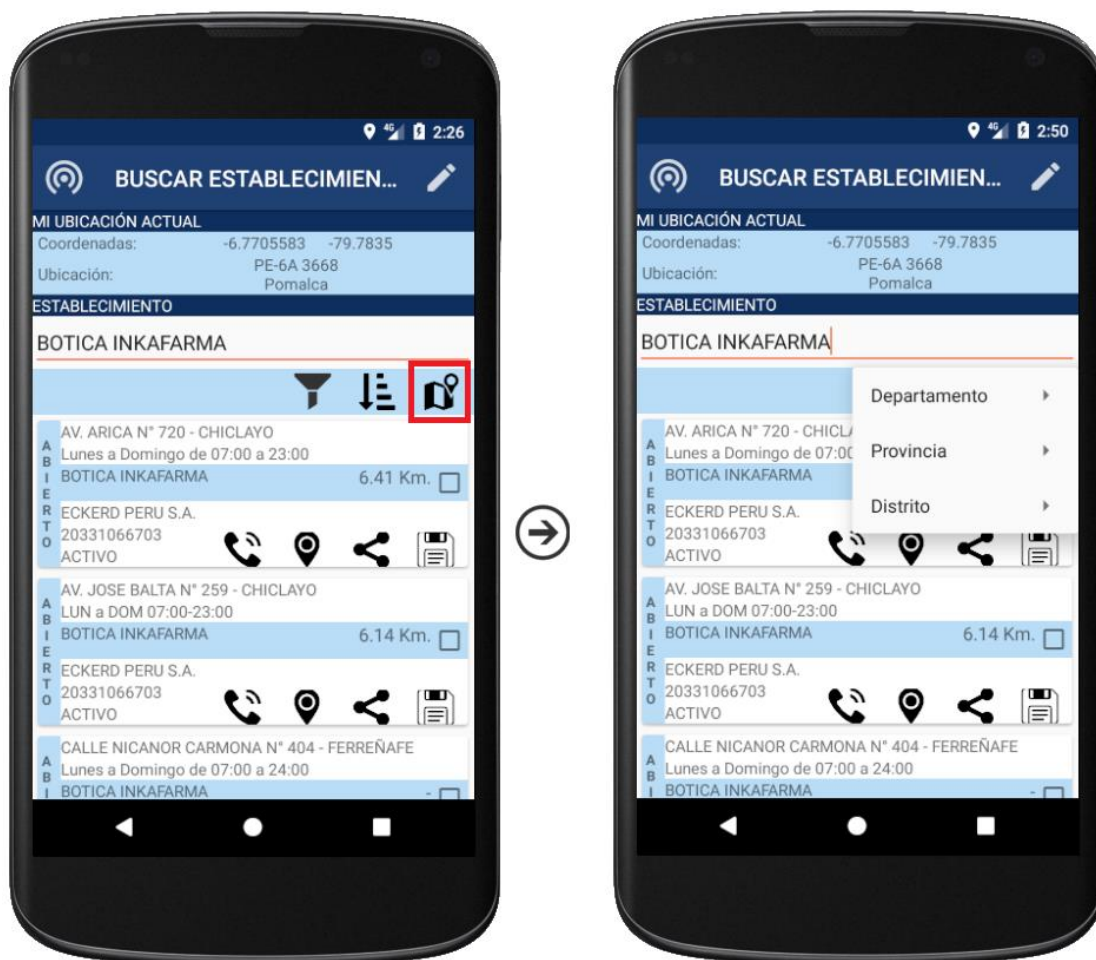 4G 2:26
BUSCAR ESTABLECIMIEN...
MI UBICACIÓN ACTUAL
Coordenadas: -6.7705583 -79.7835
Ubicación: PE-6A 3668
Pomalca
ESTABLECIMIENTO
BOTICA INKAFARMA
ABIERTO
AV. ARICA N° 720 - CHICLAYO
Lunes a Domingo de 07:00 a 23:00
BOTICA INKAFARMA 6.41 Km.
ECKERD PERU S.A.
20331066703
ACTIVO
ABIERTO
AV. JOSE BALTA N° 259 - CHICLAYO
LUN a DOM 07:00-23:00
BOTICA INKAFARMA 6.14 Km.
ECKERD PERU S.A.
20331066703
ACTIVO
ABI
CALLE NICANOR CARMONA N° 404 - FERREÑAFE
Lunes a Domingo de 07:00 a 24:00
BOTICA INKAFARMA -
4G 2:50
BUSCAR ESTABLECIMIEN...
MI UBICACIÓN ACTUAL
Coordenadas: -6.7705583 -79.7835
Ubicación: PE-6A 3668
Pomalca
ESTABLECIMIENTO
BOTICA INKAFARMA
Departamento
Provincia
Distrito
ABIERTO
AV. ARICA N° 720 - CHICLA
Lunes a Domingo de 07:00
BOTICA INKAFARMA
ECKERD PERU S.A.
20331066703
ACTIVO
ABIERTO
AV. JOSE BALTA N° 259 - CHICLAYO
LUN a DOM 07:00-23:00
BOTICA INKAFARMA 6.14 Km.
ECKERD PERU S.A.
20331066703
ACTIVO
ABI
CALLE NICANOR CARMONA N° 404 - FERREÑAFE
Lunes a Domingo de 07:00 a 24:00
BOTICA INKAFARMA -